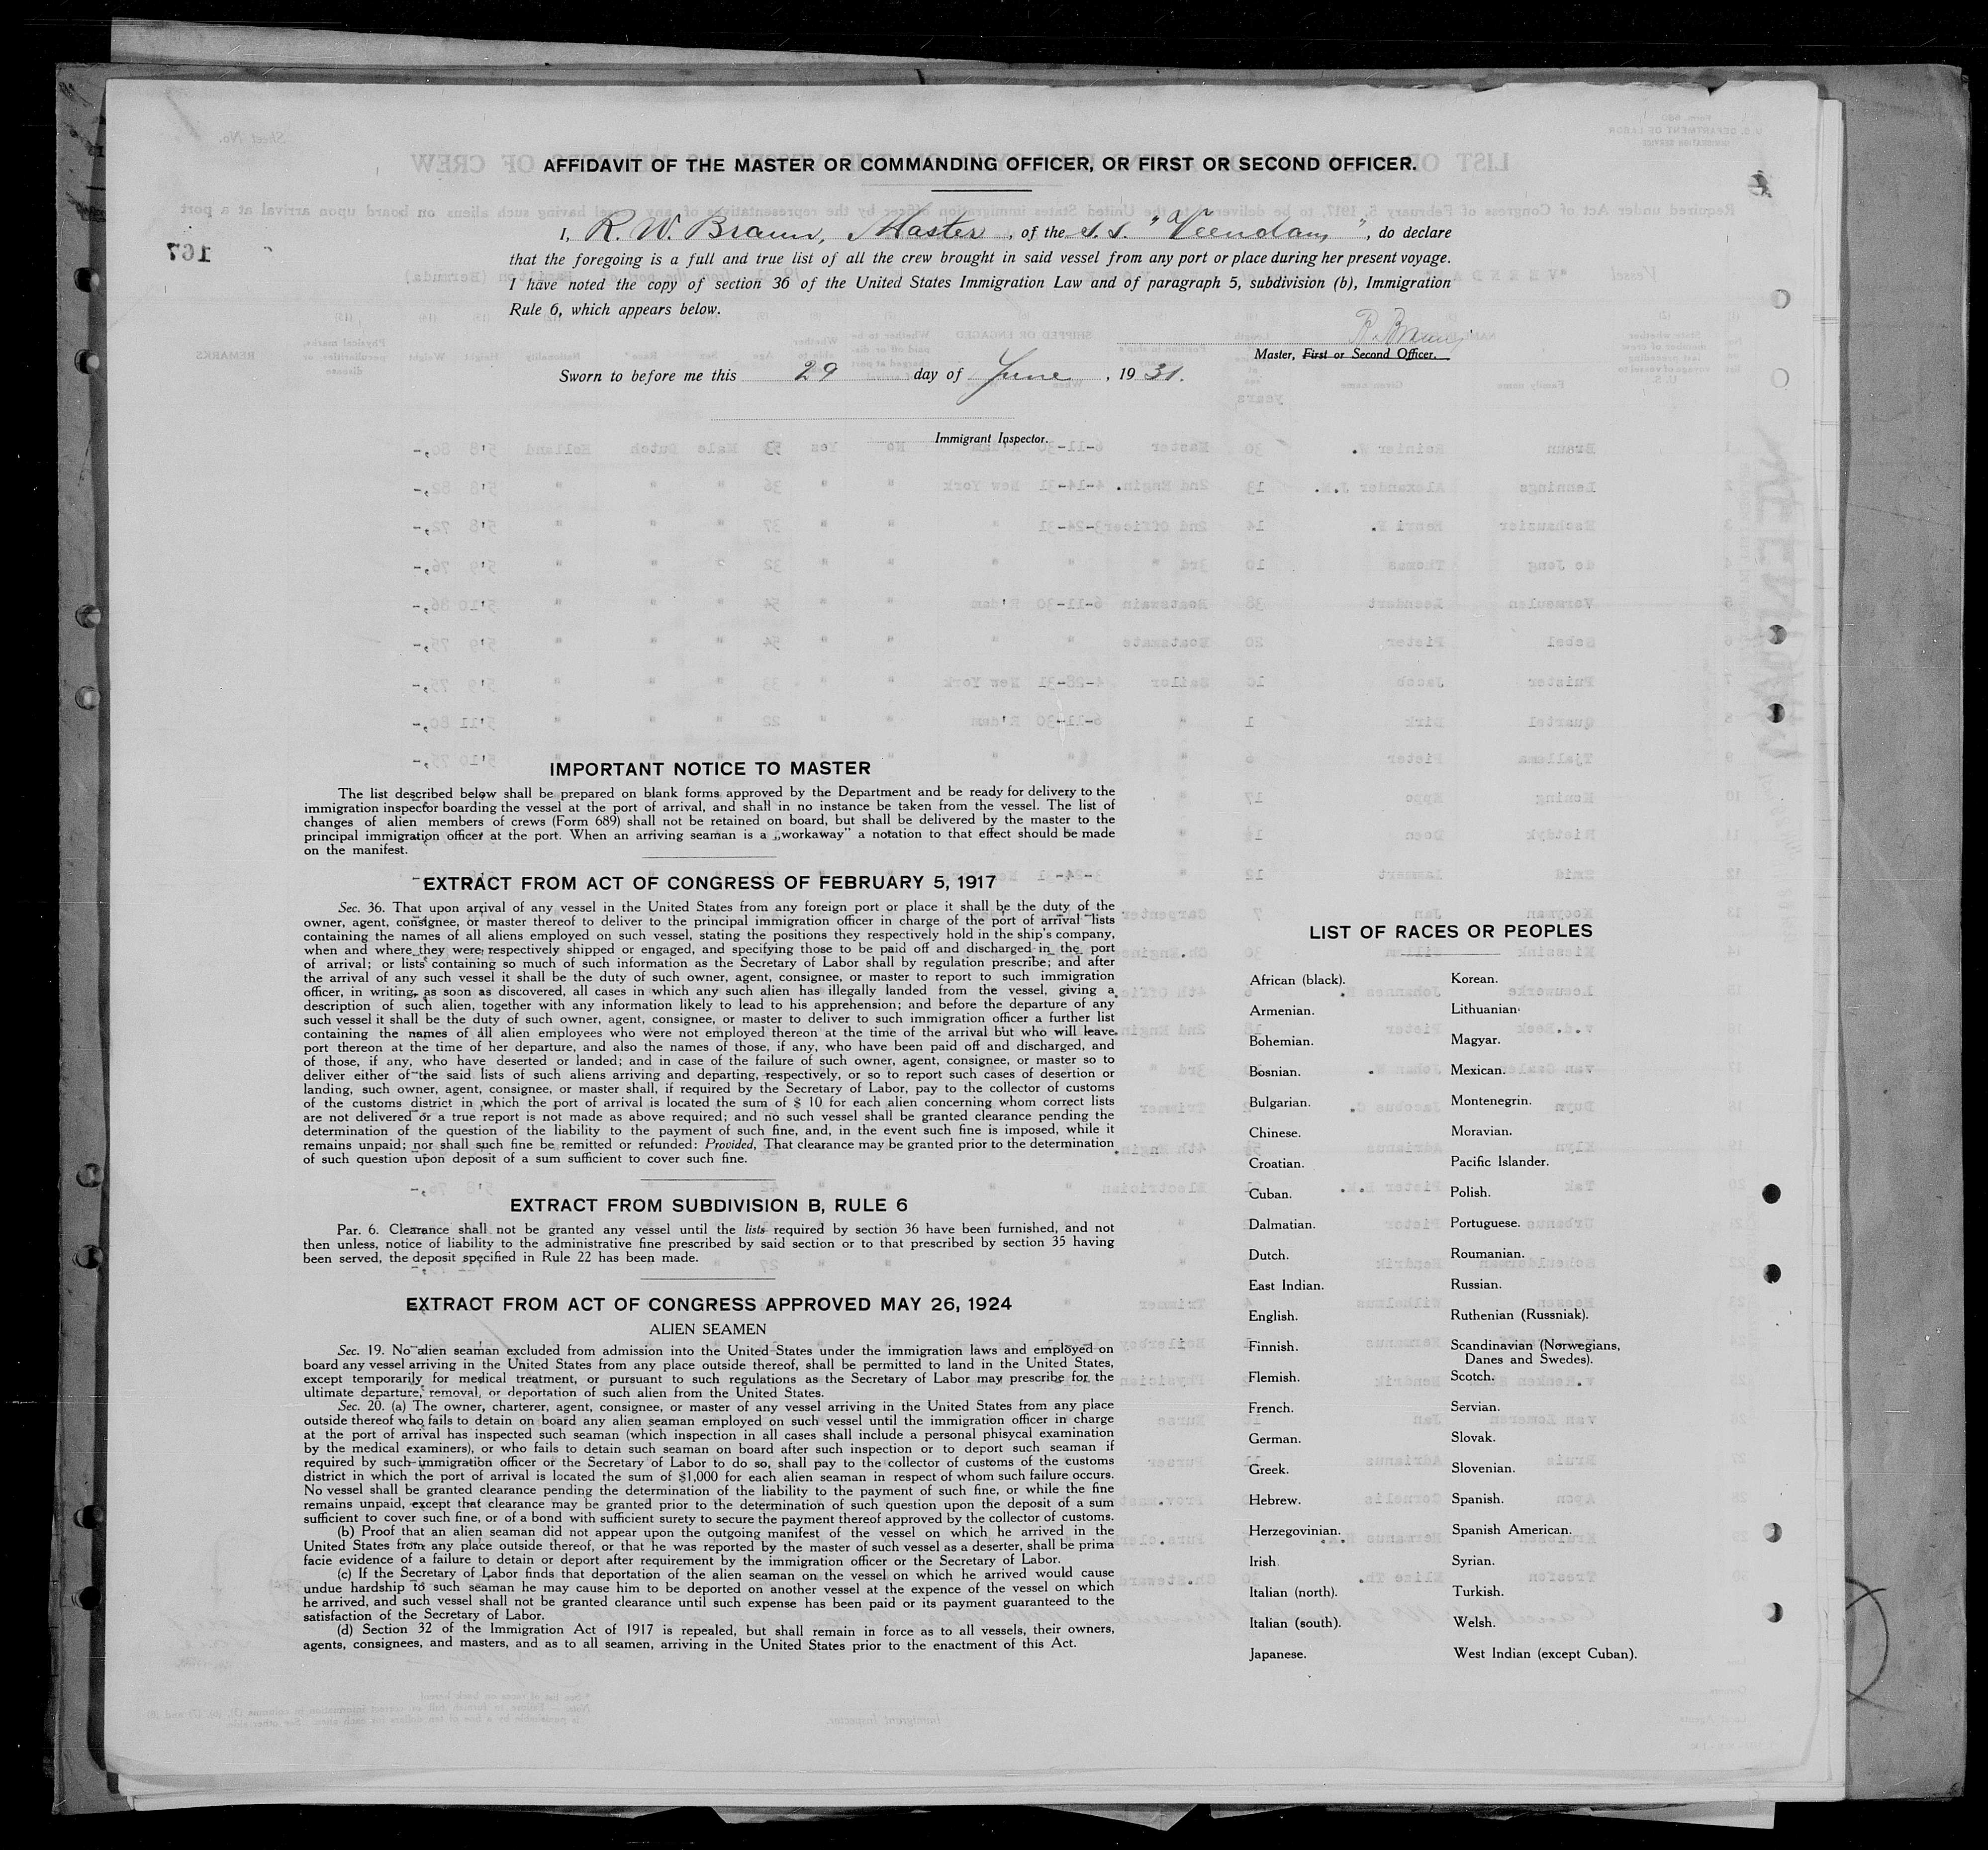 AFFIDAVIT OF THE MASTER OR COMMANDING OFFICER, OR FIRST OR SECOND OFFICER.
I, R. W. Braun, Master, of the s.s. "Veendam", do declare
that the foregoing is a full and true list of all the crew brought in said vessel from any port or place during her present voyage.
I have noted the copy of section 36 of the United States Immigration Law and of paragraph 5, subdivision (b), Immigration
Rule 6, which appears below.
R. Braun
Master, First or Second Officer.
Sworn to before me this 29 day of June, 1931.
Immigrant Inspector.
167
IMPORTANT NOTICE TO MASTER
The list described below shall be prepared on blank forms approved by the Department and be ready for delivery to the
immigration inspector boarding the vessel at the port of arrival, and shall in no instance be taken from the vessel. The list of
changes of alien members of crews (Form 689) shall not be retained on board, but shall be delivered by the master to the
principal immigration officer at the port. When an arriving seaman is a „workaway” a notation to that effect should be made
on the manifest.
EXTRACT FROM ACT OF CONGRESS OF FEBRUARY 5, 1917
Sec. 36. That upon arrival of any vessel in the United States from any foreign port or place it shall be the duty of the
owner, agent, consignee, or master thereof to deliver to the principal immigration officer in charge of the port of arrival lists
containing the names of all aliens employed on such vessel, stating the positions they respectively hold in the ship's company,
when and where they were respectively shipped or engaged, and specifying those to be paid off and discharged in the port
of arrival; or lists containing so much of such information as the Secretary of Labor shall by regulation prescribe; and after
the arrival of any such vessel it shall be the duty of such owner, agent, consignee, or master to report to such immigration
officer, in writing, as soon as discovered, all cases in which any such alien has illegally landed from the vessel, giving a
description of such alien, together with any information likely to lead to his apprehension; and before the departure of any
such vessel it shall be the duty of such owner, agent, consignee, or master to deliver to such immigration officer a further list
containing the names of all alien employees who were not employed thereon at the time of the arrival but who will leave
port thereon at the time of her departure, and also the names of those, if any, who have been paid off and discharged, and
of those, if any, who have deserted or landed; and in case of the failure of such owner, agent, consignee, or master so to
deliver either of the said lists of such aliens arriving and departing, respectively, or so to report such cases of desertion or
landing, such owner, agent, consignee, or master shall, if required by the Secretary of Labor, pay to the collector of customs
of the customs district in which the port of arrival is located the sum of $ 10 for each alien concerning whom correct lists
are not delivered or a true report is not made as above required; and no such vessel shall be granted clearance pending the
determination of the question of the liability to the payment of such fine, and, in the event such fine is imposed, while it
remains unpaid; nor shall such fine be remitted or refunded: Provided, That clearance may be granted prior to the determination
of such question upon deposit of a sum sufficient to cover such fine.
EXTRACT FROM SUBDIVISION B, RULE 6
Par. 6. Clearance shall not be granted any vessel until the lists required by section 36 have been furnished, and not
then unless, notice of liability to the administrative fine prescribed by said section or to that prescribed by section 35 having
been served, the deposit specified in Rule 22 has been made.
EXTRACT FROM ACT OF CONGRESS APPROVED MAY 26, 1924
ALIEN SEAMEN
Sec. 19. No alien seaman excluded from admission into the United States under the immigration laws and employed on
board any vessel arriving in the United States from any place outside thereof, shall be permitted to land in the United States,
except temporarily for medical treatment, or pursuant to such regulations as the Secretary of Labor may prescribe for the
ultimate departure, removal, or deportation of such alien from the United States.
Sec. 20. (a) The owner, charterer, agent, consignee, or master of any vessel arriving in the United States from any place
outside thereof who fails to detain on board any alien seaman employed on such vessel until the immigration officer in charge
at the port of arrival has inspected such seaman (which inspection in all cases shall include a personal phisycal examination
by the medical examiners), or who fails to detain such seaman on board after such inspection or to deport such seaman if
required by such immigration officer or the Secretary of Labor to do so, shall pay to the collector of customs of the customs
district in which the port of arrival is located the sum of $1,000 for each alien seaman in respect of whom such failure occurs.
No vessel shall be granted clearance pending the determination of the liability to the payment of such fine, or while the fine
remains unpaid, except that clearance may be granted prior to the determination of such question upon the deposit of a sum
sufficient to cover such fine, or of a bond with sufficient surety to secure the payment thereof approved by the collector of customs.
(b) Proof that an alien seaman did not appear upon the outgoing manifest of the vessel on which he arrived in the
United States from any place outside thereof, or that he was reported by the master of such vessel as a deserter, shall be prima
facie evidence of a failure to detain or deport after requirement by the immigration officer or the Secretary of Labor.
(c) If the Secretary of Labor finds that deportation of the alien seaman on the vessel on which he arrived would cause
undue hardship to such seaman he may cause him to be deported on another vessel at the expence of the vessel on which
he arrived, and such vessel shall not be granted clearance until such expense has been paid or its payment guaranteed to the
satisfaction of the Secretary of Labor.
(d) Section 32 of the Immigration Act of 1917 is repealed, but shall remain in force as to all vessels, their owners,
agents, consignees, and masters, and as to all seamen, arriving in the United States prior to the enactment of this Act.
LIST OF RACES OR PEOPLES
African (black).
Armenian.
Bohemian.
Bosnian.
Bulgarian.
Chinese.
Croatian.
Cuban.
Dalmatian.
Dutch.
East Indian.
English.
Finnish.
Flemish.
French.
German.
Greek.
Hebrew.
Herzegovinian.
Irish
Italian (north).
Italian (south).
Japanese.
Korean.
Lithuanian
Magyar.
Mexican.
Montenegrin.
Moravian.
Pacific Islander.
Polish.
Portuguese.
Roumanian.
Russian.
Ruthenian (Russniak).
Scandinavian (Norwegians,
Danes and Swedes).
Scotch.
Servian.
Slovak.
Slovenian.
Spanish.
Spanish American.
Syrian.
Turkish.
Welsh.
West Indian (except Cuban).